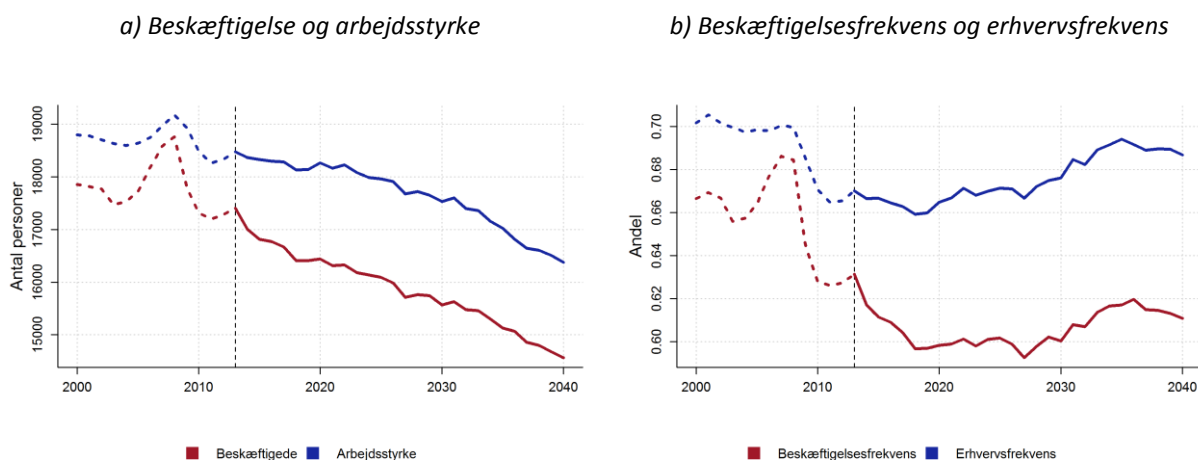 a) Beskæftigelse og arbejdsstyrke
b) Beskæftigelsesfrekvens og erhvervsfrekvens
Antal personer
19000
18000
17000
16000
15000
2000 2010 2020 2030 2040
Beskæftigede Arbejdsstyrke
Andel
0.70
0.68
0.66
0.64
0.62
0.60
2000 2010 2020 2030 2040
Beskæftigelsesfrekvens Erhvervsfrekvens